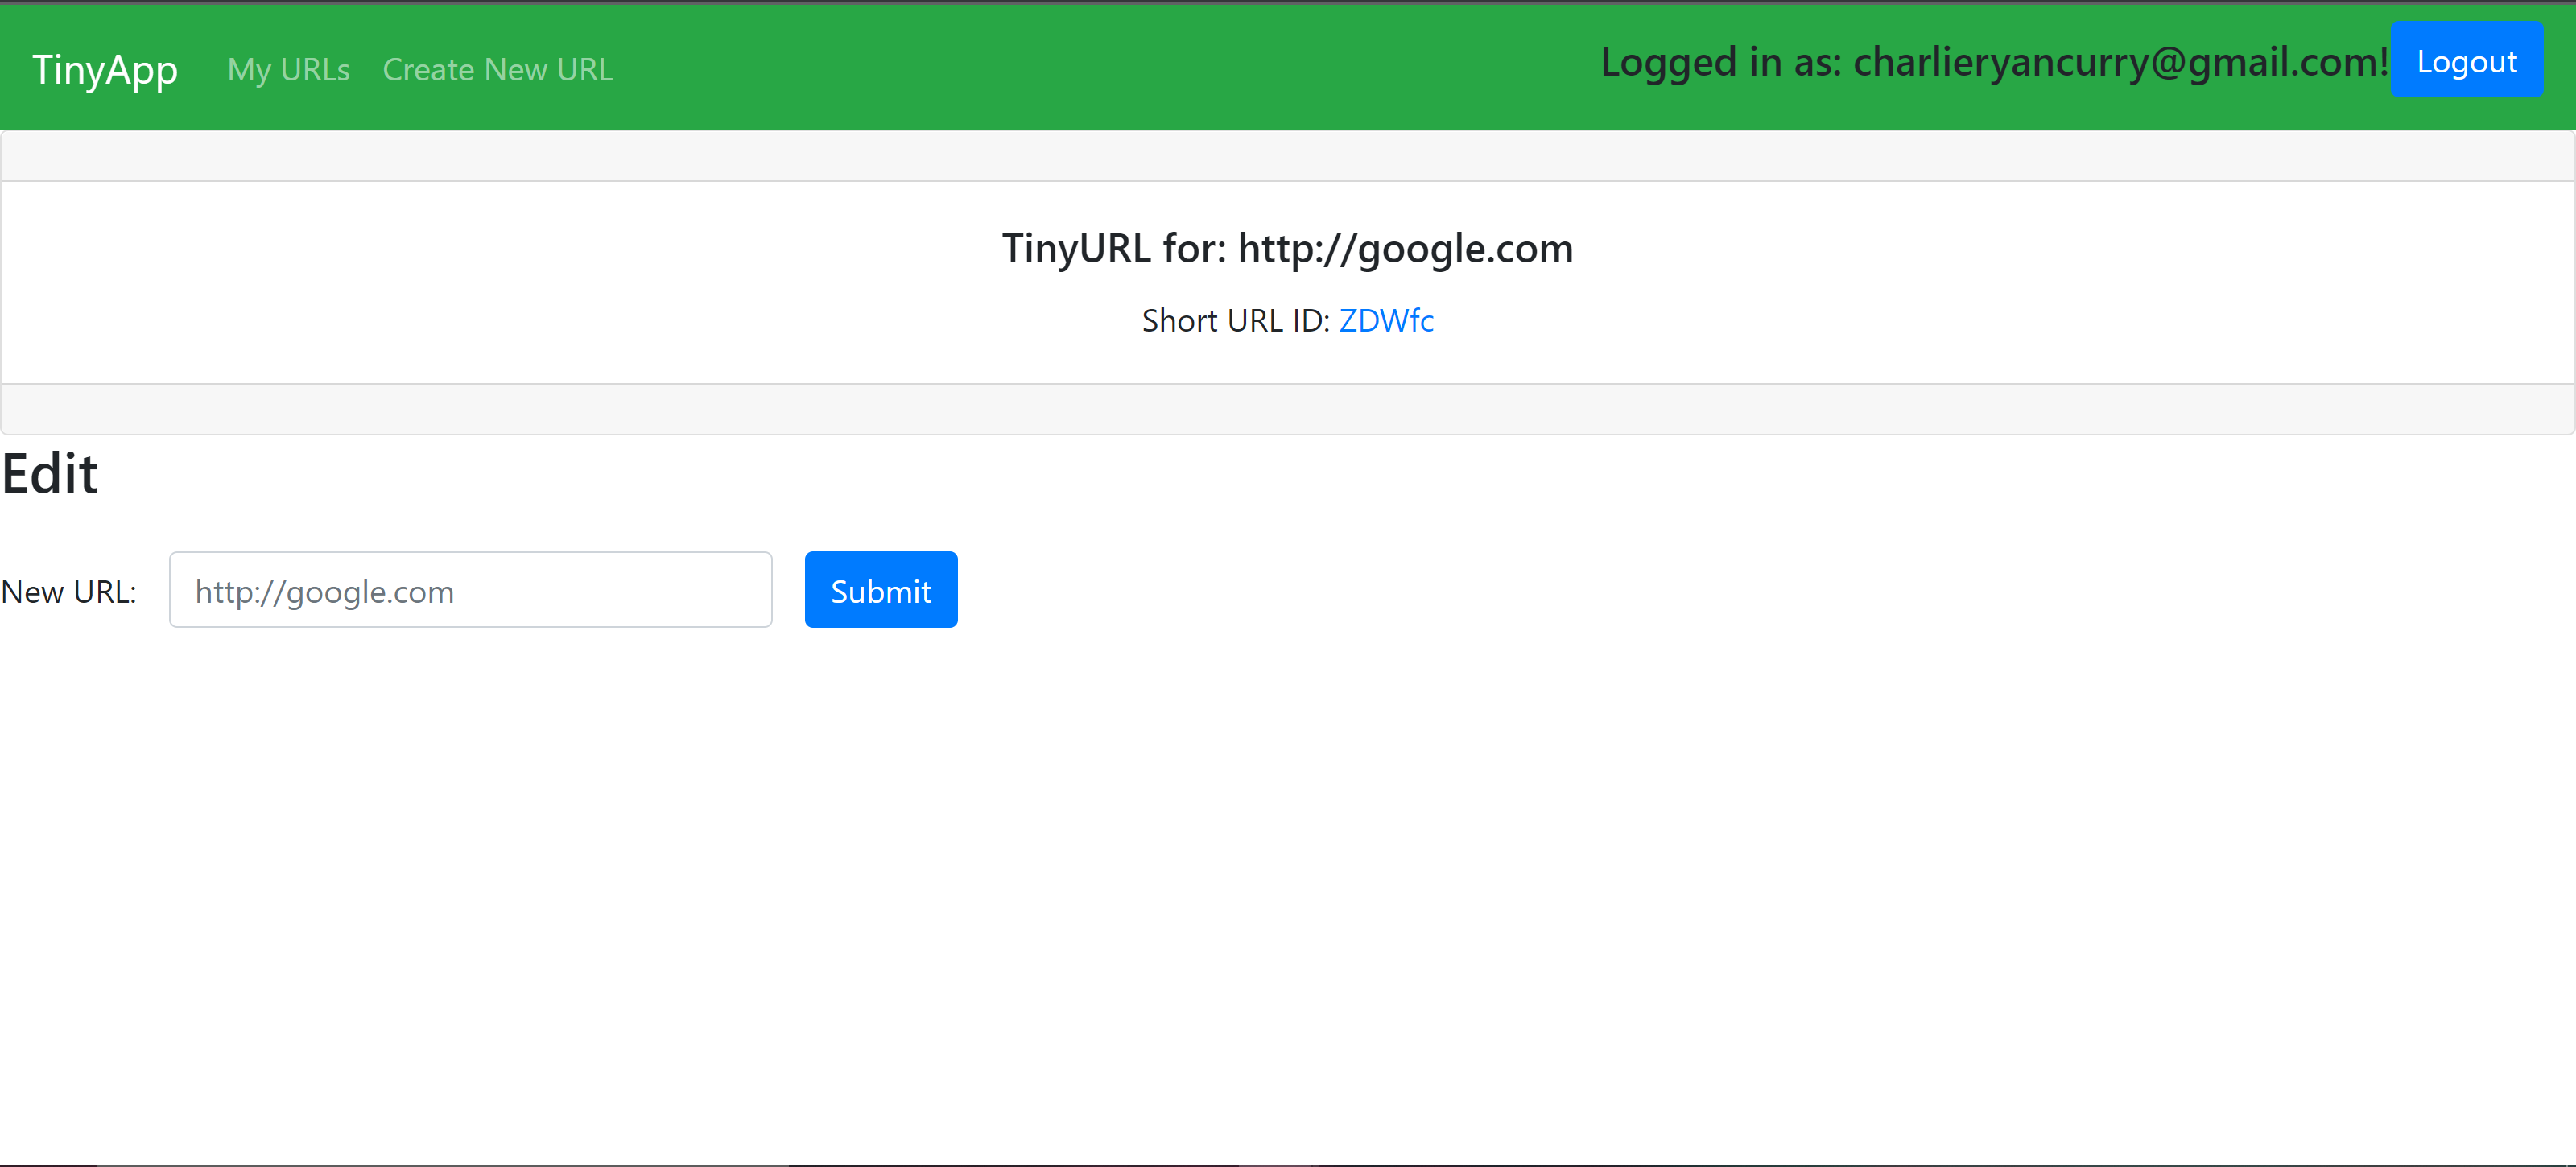 TinyApp My URLs Create New URL Logged in as: charlieryancurry@gmail.com! Logout
TinyURL for: http://google.com
Short URL ID: ZDWfc
Edit
New URL: http://google.com Submit